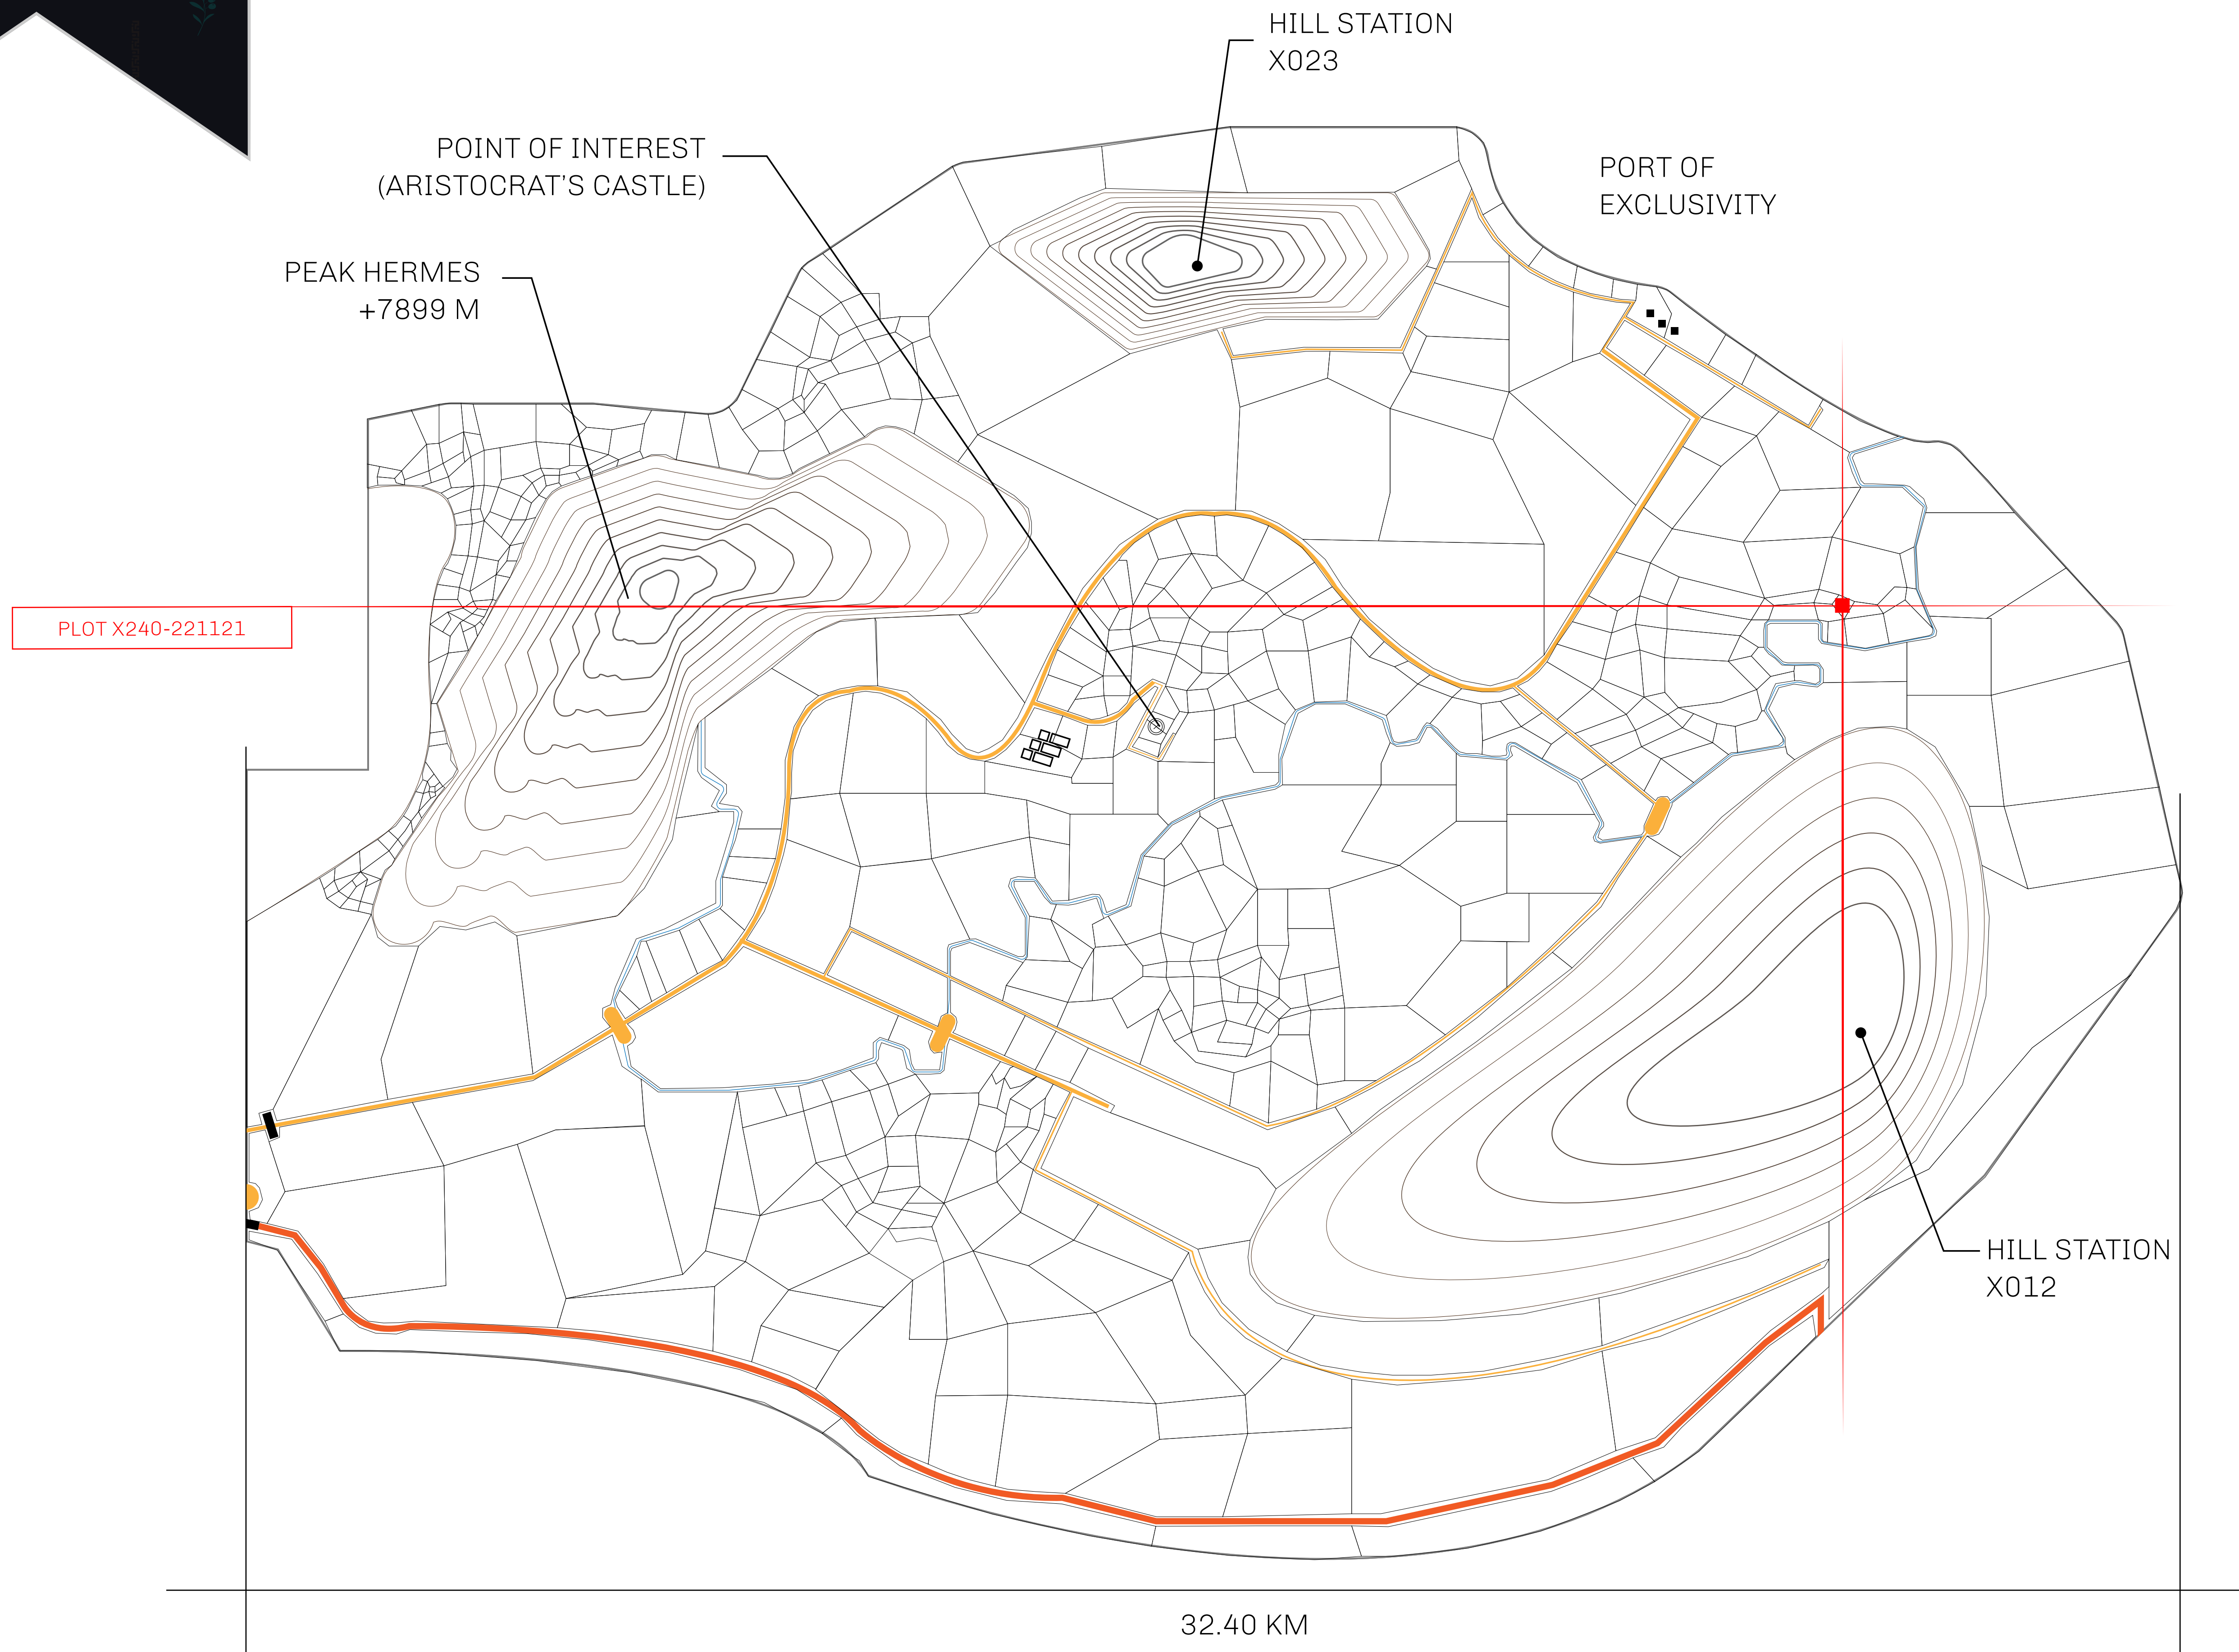 HILL STATION
X023
POINT OF INTEREST
(ARISTOCRAT'S CASTLE)
PORT OF
EXCLUSIVITY
PEAK HERMES
+7899 M
PLOT X240-221121
HILL STATION
X012
32.40 KM